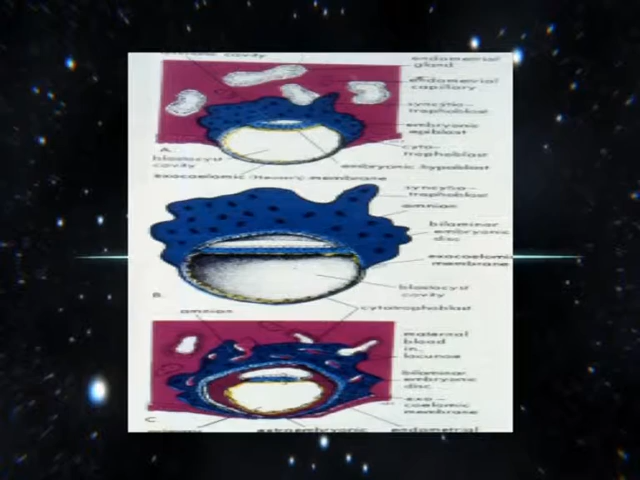 endometrial
gland
endometrial
capillary
syncytio-
trophoblast
embryonic
epiblast
A.
cyto-
trophoblast
blastocyst
cavity
embryonic hypoblast
exocoelomic (Heuser's) membrane
syncytio-
trophoblast
amnion
bilaminar
embryonic
disc
exocoelomic
membrane
blastocyst
cavity
B.
cytotrophoblast
amnion
maternal
blood
in
lacunae
bilaminar
embryonic
disc
exo-
coelomic
membrane
C
extraembryonic
endometrial